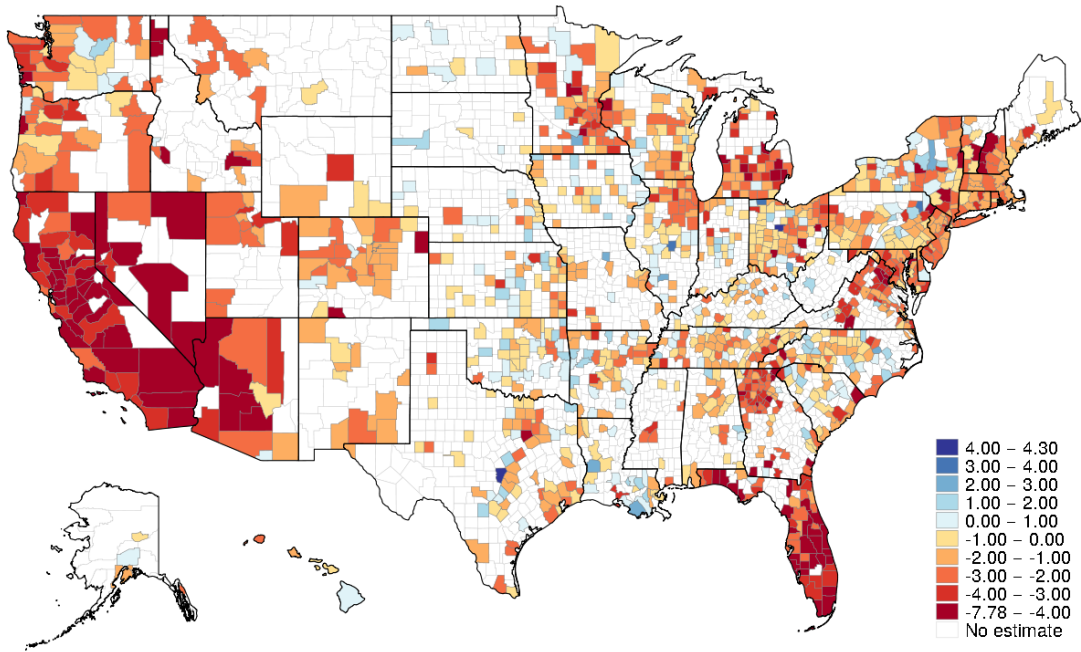 4.00 – 4.30
3.00 – 4.00
2.00 – 3.00
1.00 – 2.00
0.00 – 1.00
-1.00 – 0.00
-2.00 – -1.00
-3.00 – -2.00
-4.00 – -3.00
-7.78 – -4.00
No estimate